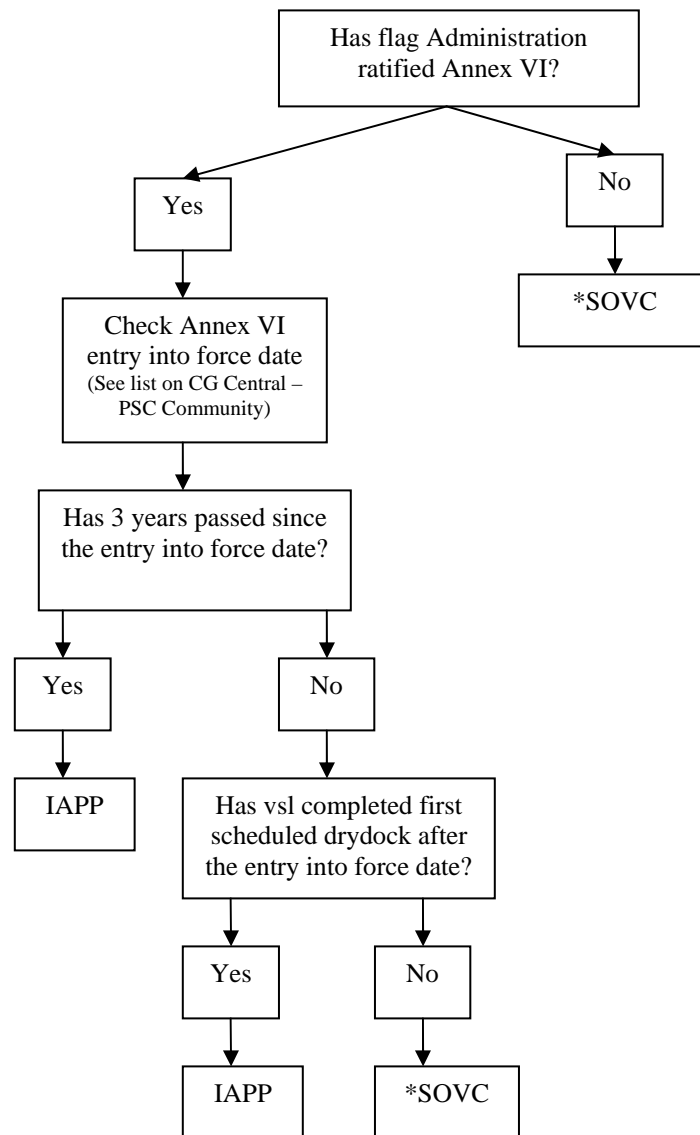 Has flag Administration
ratified Annex VI?
Yes
No
*SOVC
Check Annex VI
entry into force date
(See list on CG Central –
PSC Community)
Has 3 years passed since
the entry into force date?
Yes
No
IAPP
Has vsl completed first
scheduled drydock after
the entry into force date?
Yes
No
IAPP
*SOVC